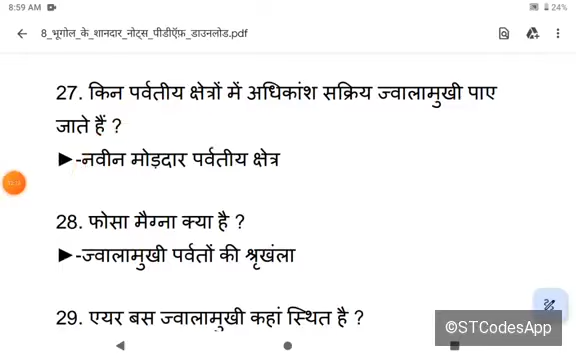 8:59 AM
24%
8_भूगोल_के_शानदार_नोट्स_पीडीऍफ़_डाउनलोड.pdf
27. किन पर्वतीय क्षेत्रों में अधिकांश सक्रिय ज्वालामुखी पाए
जाते हैं ?
►-नवीन मोड़दार पर्वतीय क्षेत्र
28. फोसा मैग्ना क्या है ?
►-ज्वालामुखी पर्वतों की श्रृखंला
29. एयर बस ज्वालामुखी कहां स्थित है ?
©STCodesApp